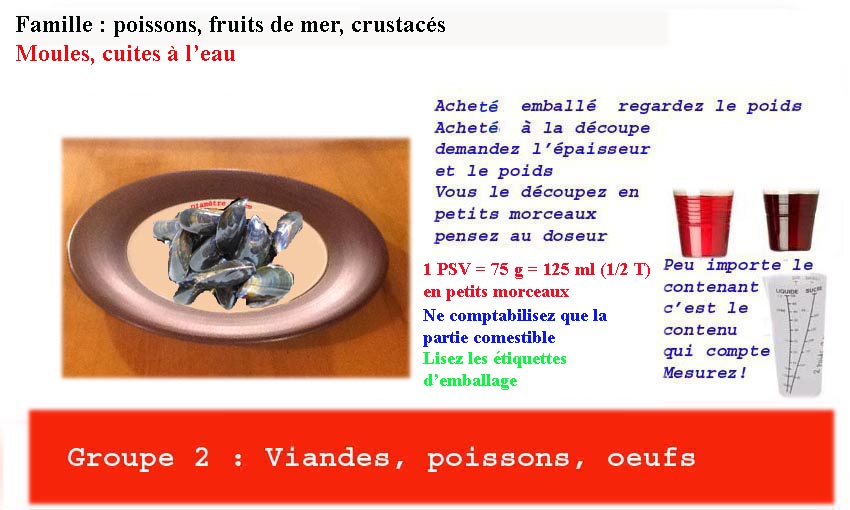 Famille : poissons, fruits de mer, crustacés
Moules, cuites à l’eau
Acheté emballé regardez le poids
Acheté à la découpe
demandez l’épaisseur
et le poids
Vous le découpez en
petits morceaux
pensez au doseur
1 PSV = 75 g = 125 ml (1/2 T)
en petits morceaux
Ne comptabilisez que la
partie comestible
Lisez les étiquettes
d’emballage
Peu importe le
contenant
c’est le
contenu
qui compte
Mesurez!
LIQUIDE SUCRE
Groupe 2 : Viandes, poissons, oeufs